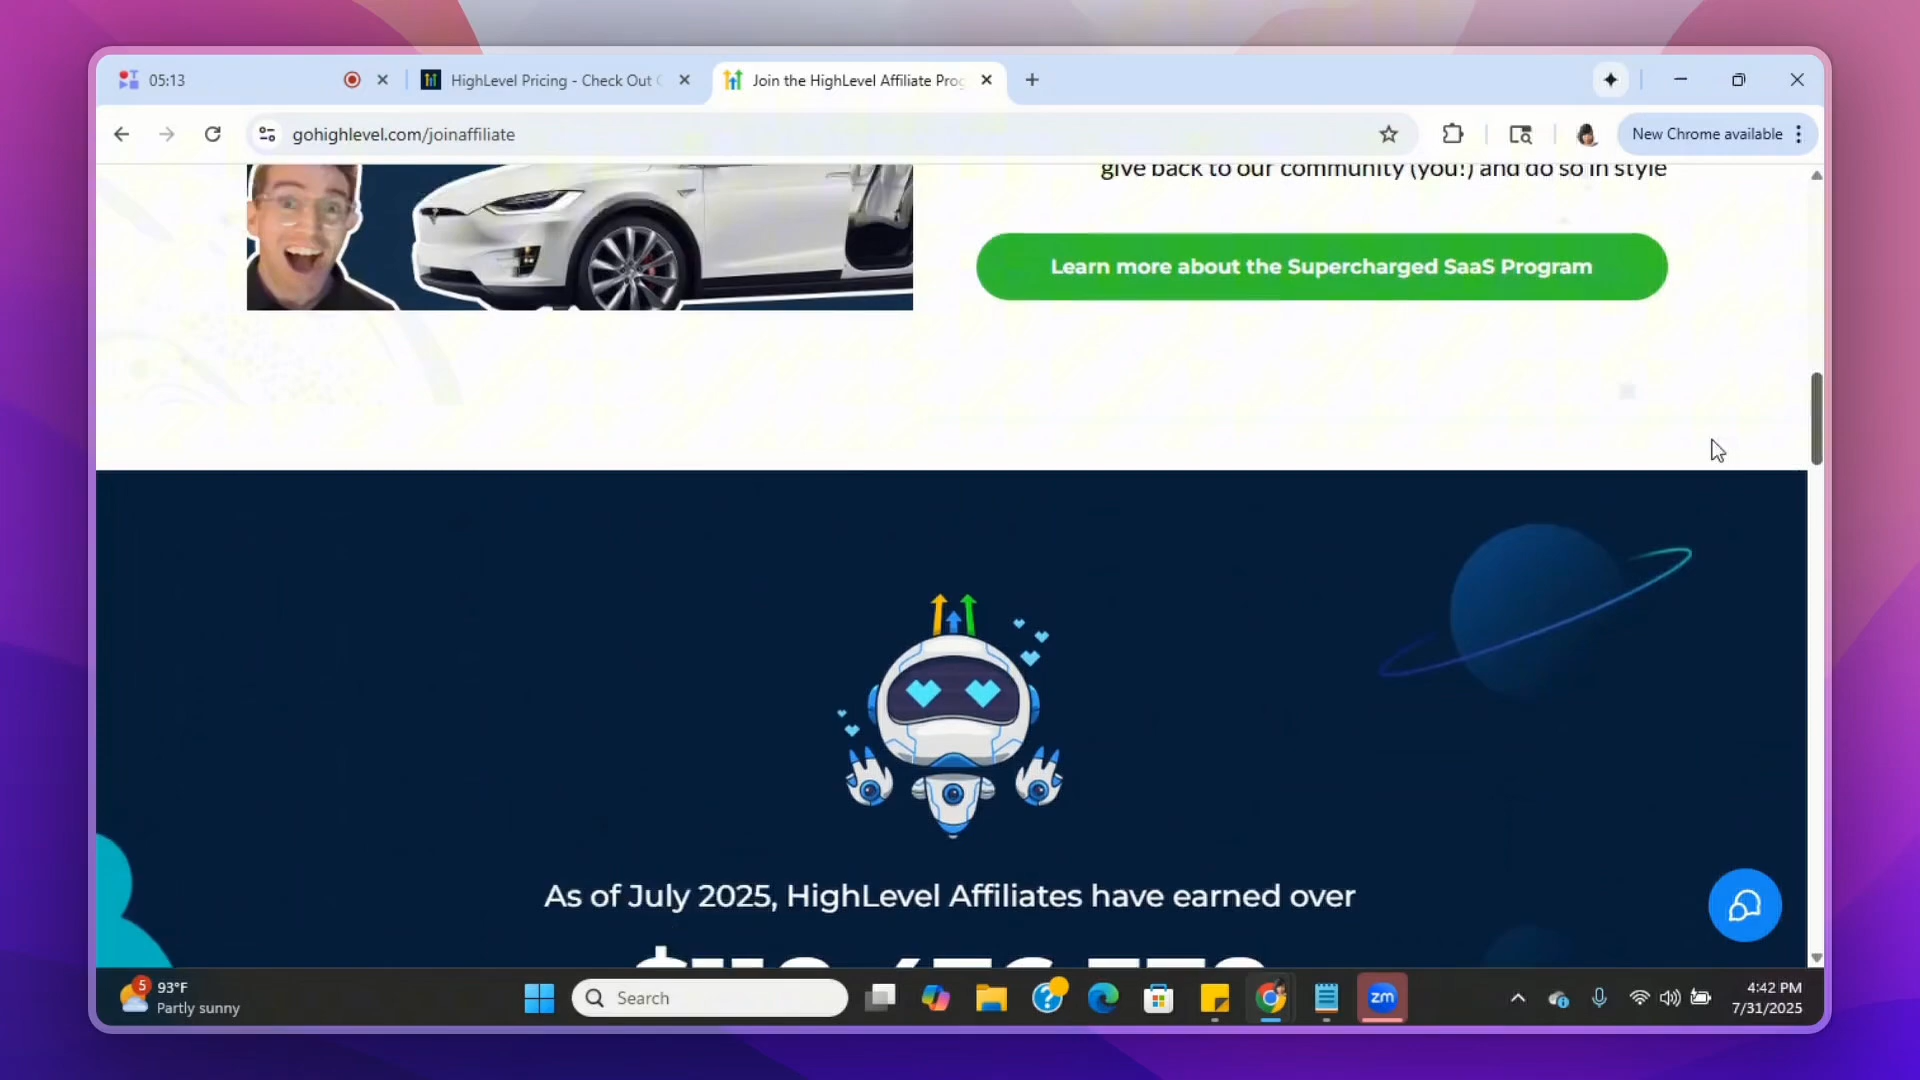 05:13
HighLevel Pricing - Check Out
Join the HighLevel Affiliate Prog
gohighlevel.com/joinaffiliate
New Chrome available
give back to our community (you!) and do so in style
Learn more about the Supercharged SaaS Program
As of July 2025, HighLevel Affiliates have earned over
5
93°F
Partly sunny
Search
zm
4:42 PM
7/31/2025